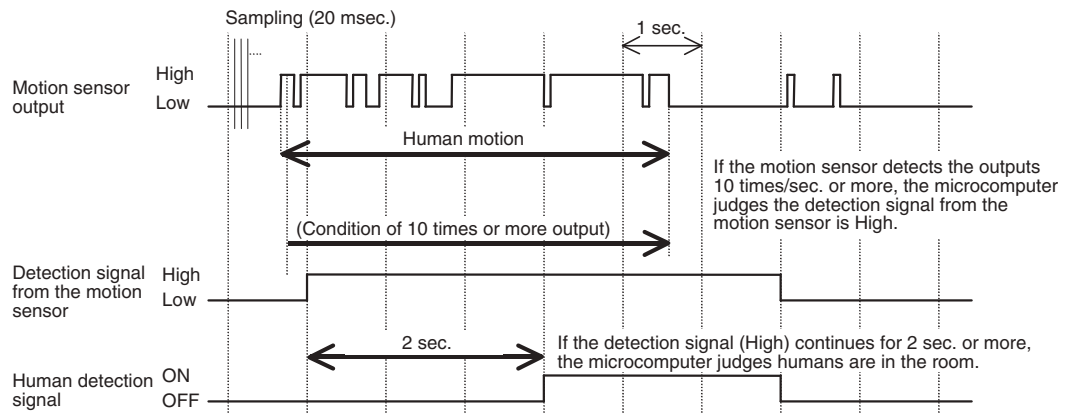 Sampling (20 msec.)
....
1 sec.
Motion sensor
output
High
Low
Human motion
If the motion sensor detects the outputs
10 times/sec. or more, the microcomputer
judges the detection signal from the
motion sensor is High.
(Condition of 10 times or more output)
Detection signal
from the motion
sensor
High
Low
2 sec.
If the detection signal (High) continues for 2 sec. or more,
the microcomputer judges humans are in the room.
Human detection
signal
ON
OFF